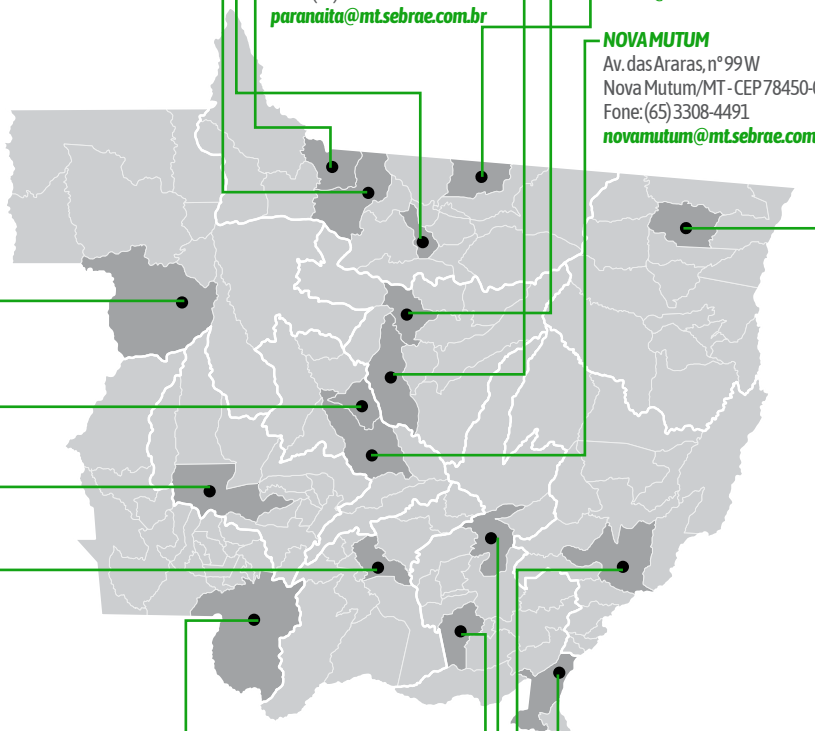 paranaita@mt.sebrae.com.br
NOVA MUTUM
Av. das Araras, n° 99 W
Nova Mutum/MT - CEP 78450-
Fone: (65) 3308-4491
novamutum@mt.sebrae.com